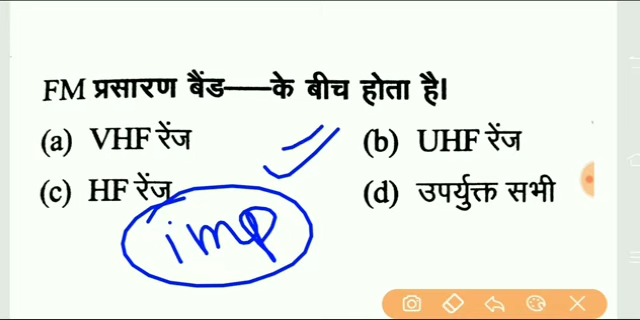 FM प्रसारण बैंड——के बीच होता है।
(a) VHF रेंज (b) UHF रेंज
(c) HF रेंज (d) उपर्युक्त सभी
imp